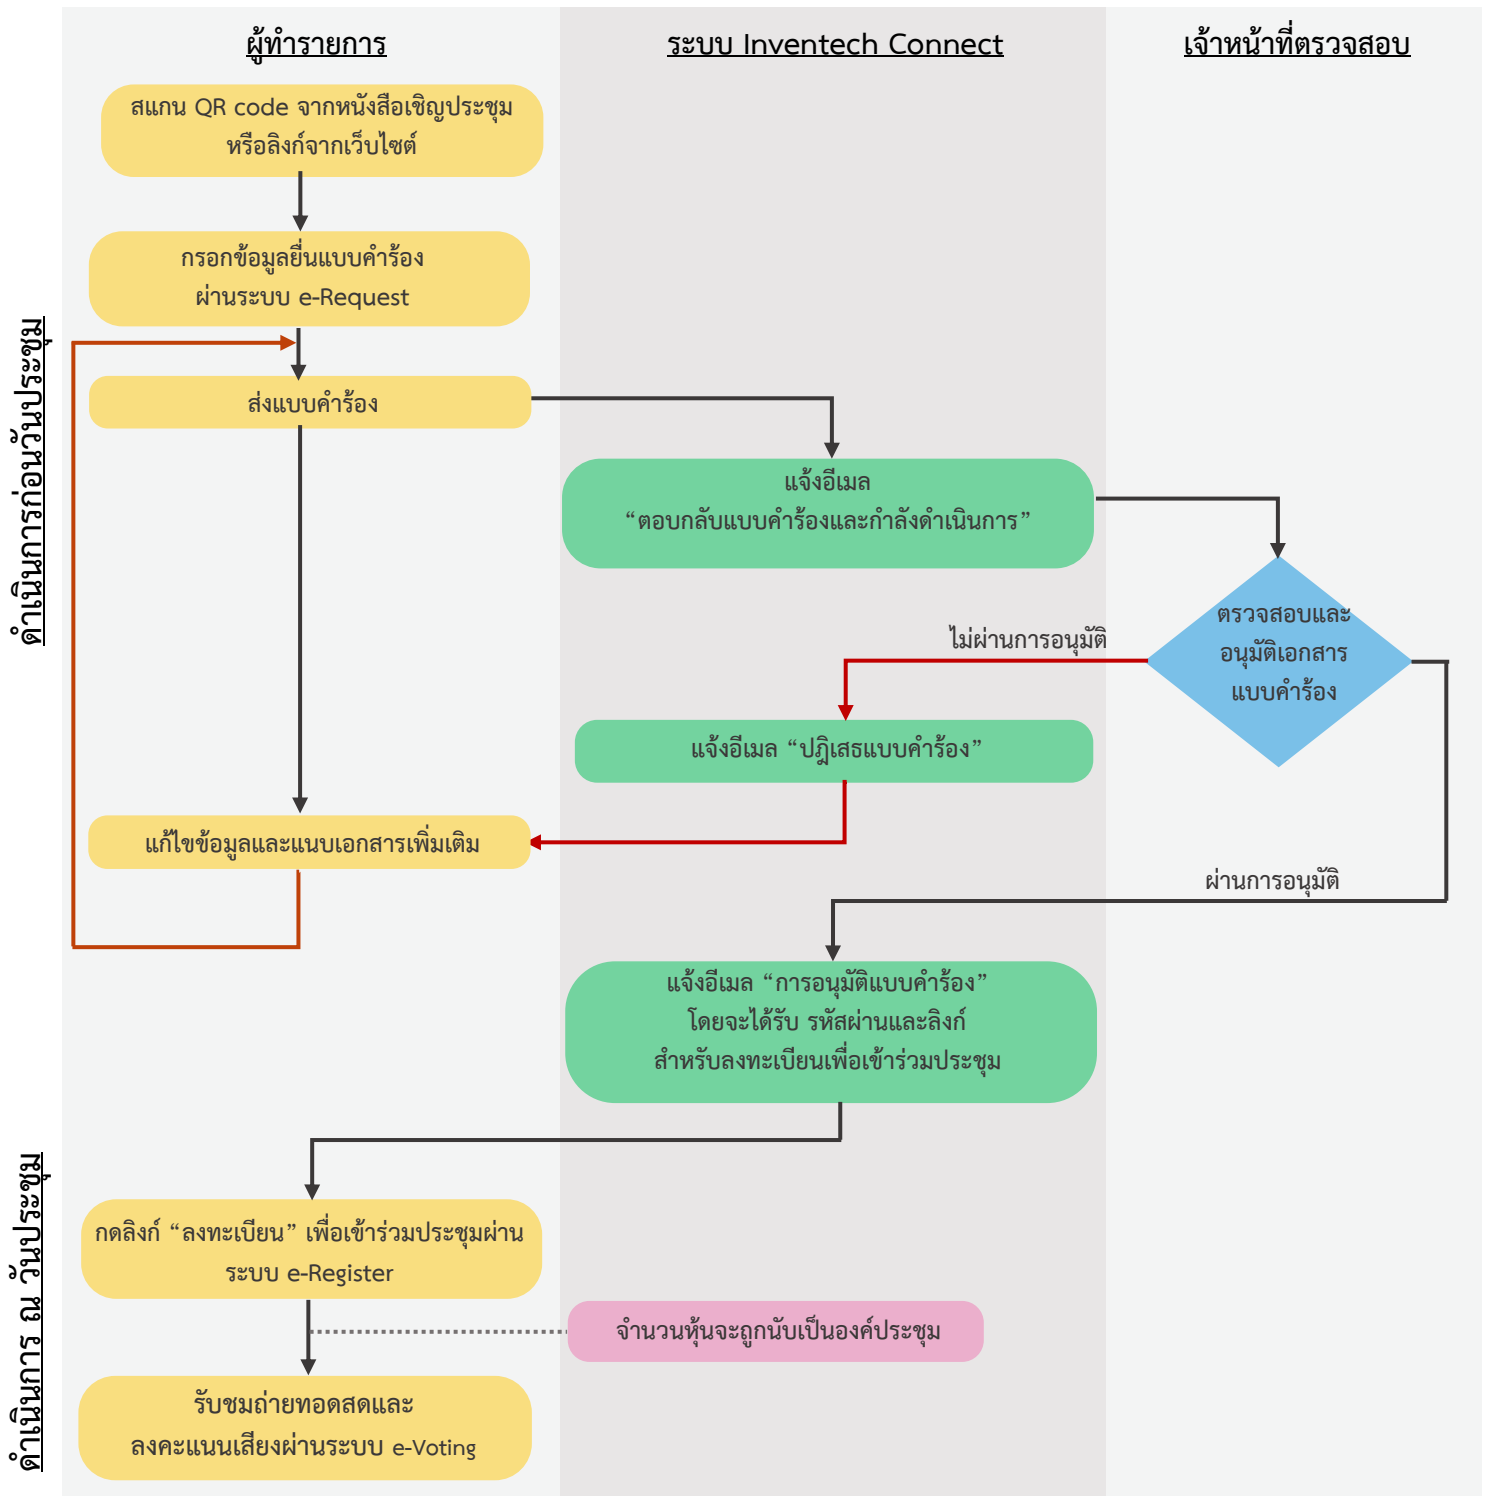 ผู้ทำรายการ
ระบบ Inventech Connect
เจ้าหน้าที่ตรวจสอบ
ดำเนินการก่อนวันประชุม
สแกน QR code จากหนังสือเชิญประชุม
หรือลิงก์จากเว็บไซต์
กรอกข้อมูลยื่นแบบคำร้อง
ผ่านระบบ e-Request
ส่งแบบคำร้อง
แจ้งอีเมล
“ตอบกลับแบบคำร้องและกำลังดำเนินการ”
ตรวจสอบและ
อนุมัติเอกสาร
แบบคำร้อง
ไม่ผ่านการอนุมัติ
แจ้งอีเมล “ปฎิเสธแบบคำร้อง”
แก้ไขข้อมูลและแนบเอกสารเพิ่มเติม
ผ่านการอนุมัติ
แจ้งอีเมล “การอนุมัติแบบคำร้อง”
โดยจะได้รับ รหัสผ่านและลิงก์
สำหรับลงทะเบียนเพื่อเข้าร่วมประชุม
ดำเนินการ ณ วันประชุม
กดลิงก์ “ลงทะเบียน” เพื่อเข้าร่วมประชุมผ่าน
ระบบ e-Register
จำนวนหุ้นจะถูกนับเป็นองค์ประชุม
รับชมถ่ายทอดสดและ
ลงคะแนนเสียงผ่านระบบ e-Voting